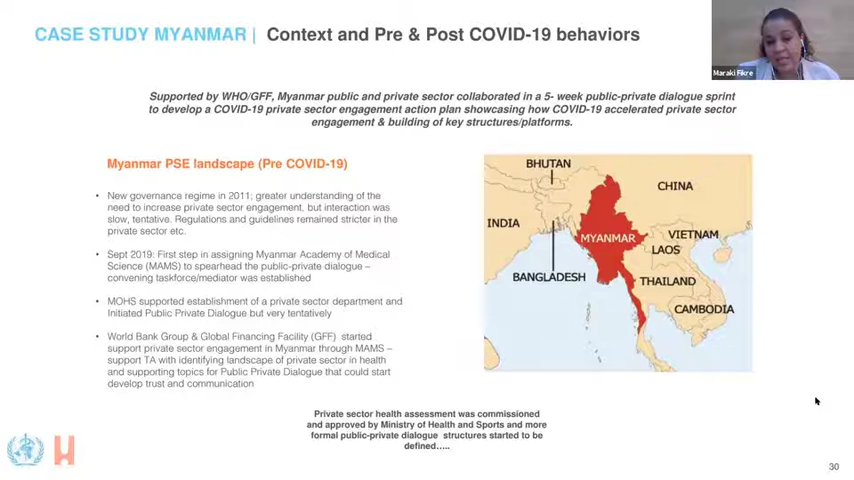 CASE STUDY MYANMAR | Context and Pre & Post COVID-19 behaviors
Maraki Fikre
Supported by WHO/GFF, Myanmar public and private sector collaborated in a 5- week public-private dialogue sprint
to develop a COVID-19 private sector engagement action plan showcasing how COVID-19 accelerated private sector
engagement & building of key structures/platforms.
Myanmar PSE landscape (Pre COVID-19)
• New governance regime in 2011; greater understanding of the
need to increase private sector engagement, but interaction was
slow, tentative. Regulations and guidelines remained stricter in the
private sector etc.
• Sept 2019: First step in assigning Myanmar Academy of Medical
Science (MAMS) to spearhead the public-private dialogue –
convening taskforce/mediator was established
• MOHS supported establishment of a private sector department and
Initiated Public Private Dialogue but very tentatively
• World Bank Group & Global Financing Facility (GFF) started
support private sector engagement in Myanmar through MAMS –
support TA with identifying landscape of private sector in health
and supporting topics for Public Private Dialogue that could start
develop trust and communication
BHUTAN
CHINA
INDIA
MYANMAR
VIETNAM
LAOS
BANGLADESH
THAILAND
CAMBODIA
Private sector health assessment was commissioned
and approved by Ministry of Health and Sports and more
formal public-private dialogue structures started to be
defined…..
30